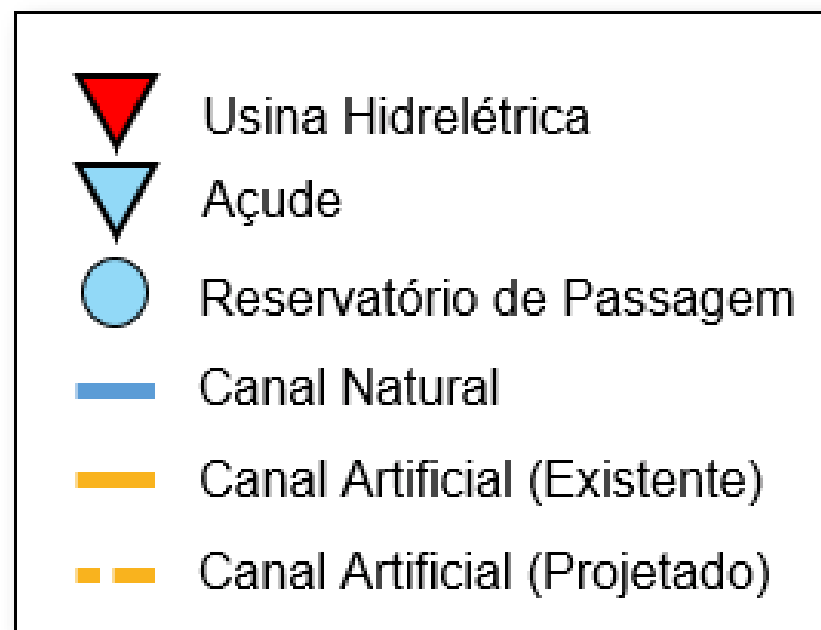 Usina Hidrelétrica
Açude
Reservatório de Passagem
Canal Natural
Canal Artificial (Existente)
Canal Artificial (Projetado)